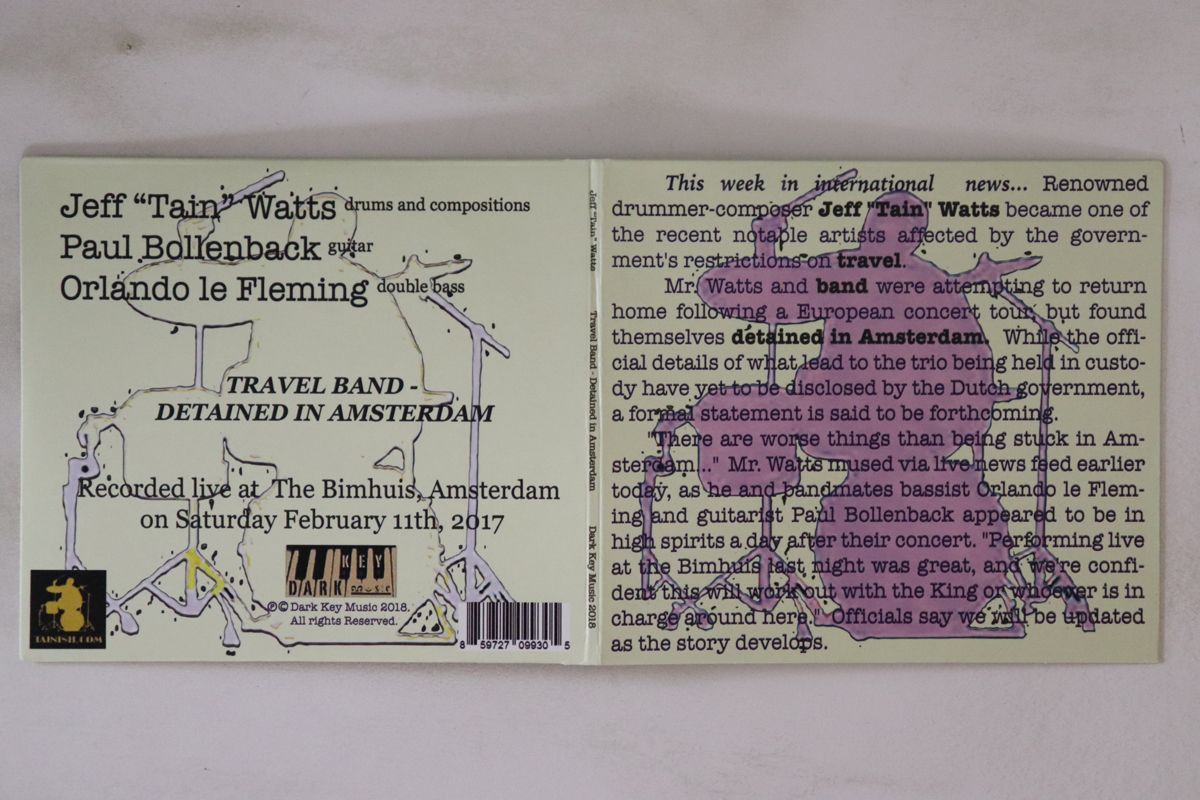 Jeff "Tain" Watts drums and compositions
Paul Bollenback guitar
Orlando le Fleming double bass
TRAVEL BAND -
DETAINED IN AMSTERDAM
Recorded live at The Bimhuis, Amsterdam
on Saturday February 11th, 2017
DARK KEY
Music
℗© Dark Key Music 2018.
All rights Reserved.
TAINISH.COM
8 59727 09930 5
Jeff "Tain" Watts Travel Band - Detained in Amsterdam Dark Key Music 2018
This week in international news... Renowned
drummer-composer Jeff "Tain" Watts became one of
the recent notable artists affected by the govern-
ment's restrictions on travel.
Mr. Watts and band were attempting to return
home following a European concert tour, but found
themselves detained in Amsterdam. While the offi-
cial details of what lead to the trio being held in custo-
dy have yet to be disclosed by the Dutch government,
a formal statement is said to be forthcoming.
"There are worse things than being stuck in Am-
sterdam..." Mr. Watts mused via live news feed earlier
today, as he and bandmates bassist Orlando le Flem-
ing and guitarist Paul Bollenback appeared to be in
high spirits a day after their concert. "Performing live
at the Bimhuis last night was great, and we're confi-
dent this will work out with the King or whoever is in
charge around here." Officials say we will be updated
as the story develops.